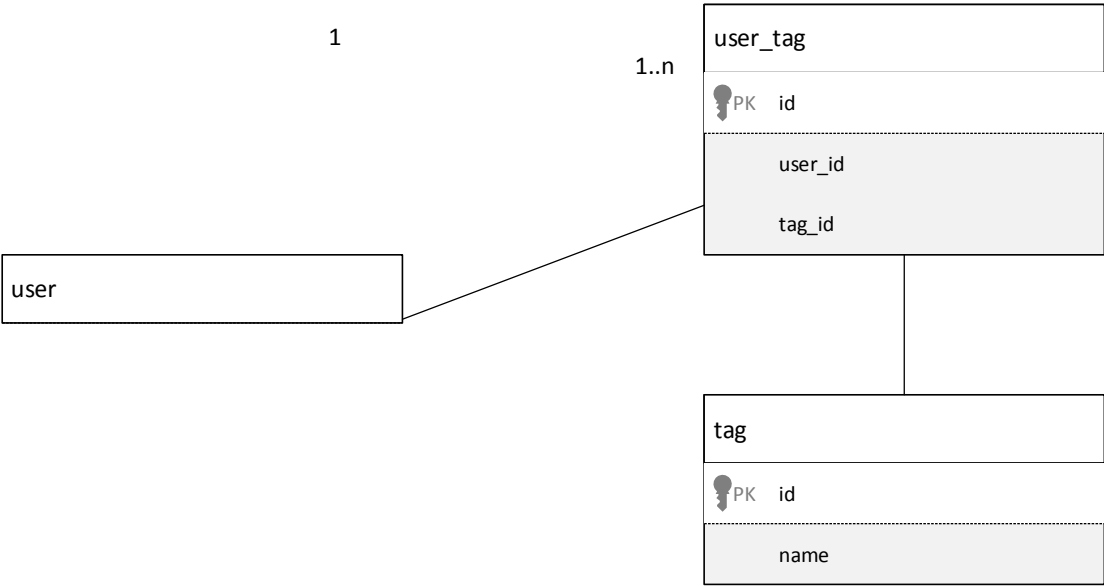 1
1..n
user_tag
PK id
user_id
tag_id
user
tag
PK id
name